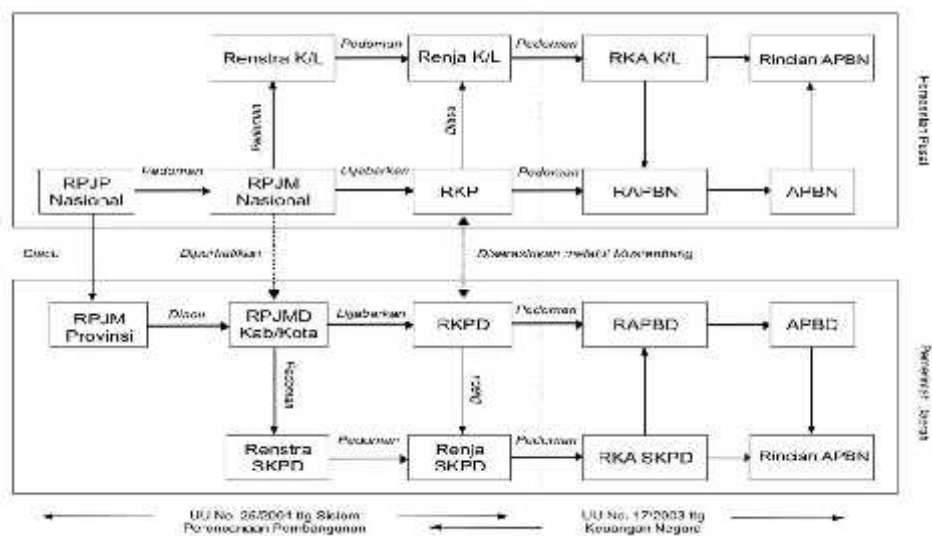 Pedoman
Pedoman
Renstra K/L
Renja K/L
RKA K/L
Rincian APBN
Pedoman
Diacu
Pemerintah Pusat
Pedoman
Dijabarkan
Pedoman
RPJP
Nasional
RPJM
Nasional
RKP
RAPBN
APBN
Diacu
Diperhatikan
Diserasikan melalui Musrenbang
Diacu
Dijabarkan
Pedoman
RPJM
Provinsi
RPJMD
Kab/Kota
RKPD
RAPBD
APBD
Pedoman
Diacu
Pemerintah Daerah
Pedoman
Pedoman
Renstra
SKPD
Renja
SKPD
RKA SKPD
Rincian APBN
UU No. 25/2004 ttg Sistem
Perencanaan Pembangunan
UU No. 17/2003 ttg
Keuangan Negara